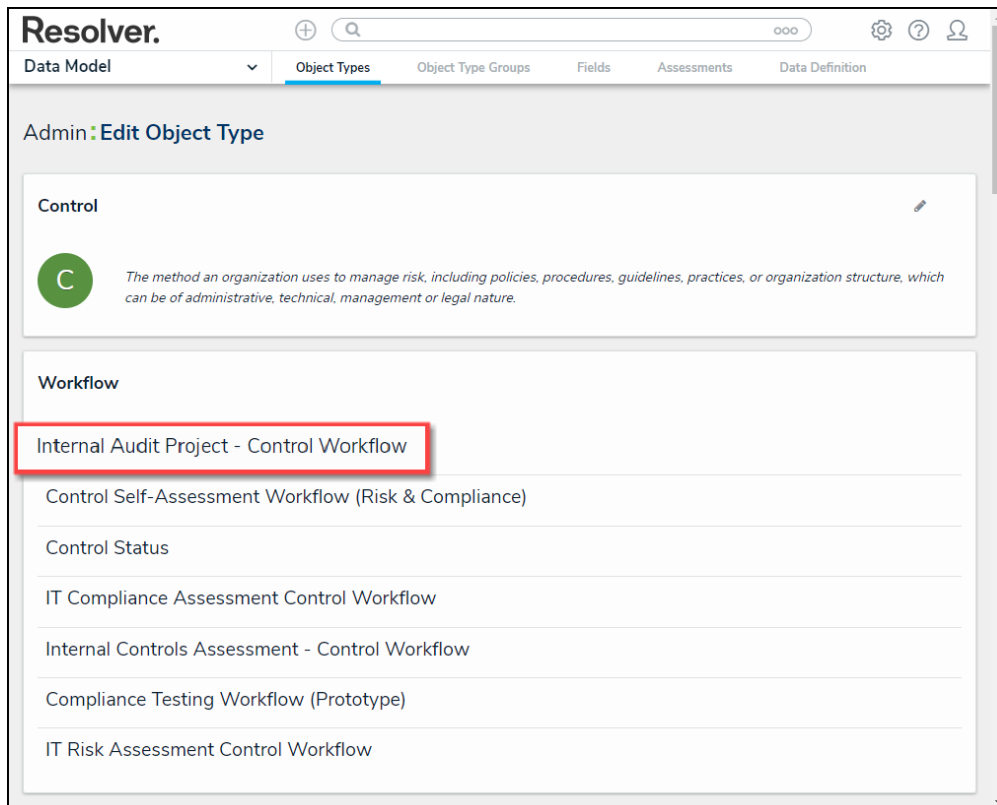 Resolver.
ooo
?
Data Model
Object Types
Object Type Groups
Fields
Assessments
Data Definition
Admin:Edit Object Type
Control
C
The method an organization uses to manage risk, including policies, procedures, guidelines, practices, or organization structure, which
can be of administrative, technical, management or legal nature.
Workflow
Internal Audit Project - Control Workflow
Control Self-Assessment Workflow (Risk & Compliance)
Control Status
IT Compliance Assessment Control Workflow
Internal Controls Assessment - Control Workflow
Compliance Testing Workflow (Prototype)
IT Risk Assessment Control Workflow